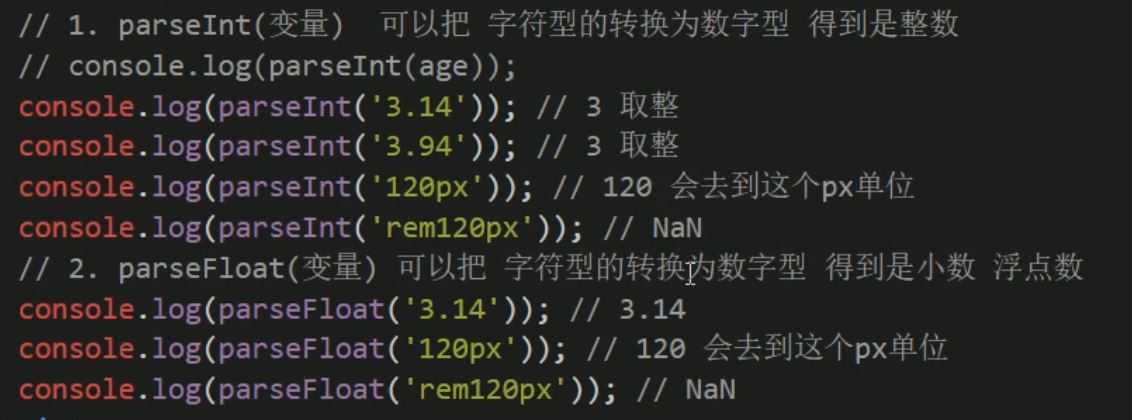 // 1. parseInt(变量)  可以把 字符型的转换为数字型 得到是整数
// console.log(parseInt(age));
console.log(parseInt('3.14')); // 3 取整
console.log(parseInt('3.94')); // 3 取整
console.log(parseInt('120px')); // 120 会去到这个px单位
console.log(parseInt('rem120px')); // NaN
// 2. parseFloat(变量) 可以把 字符型的转换为数字型 得到是小数 浮点数
console.log(parseFloat('3.14')); // 3.14
console.log(parseFloat('120px')); // 120 会去到这个px单位
console.log(parseFloat('rem120px')); // NaN